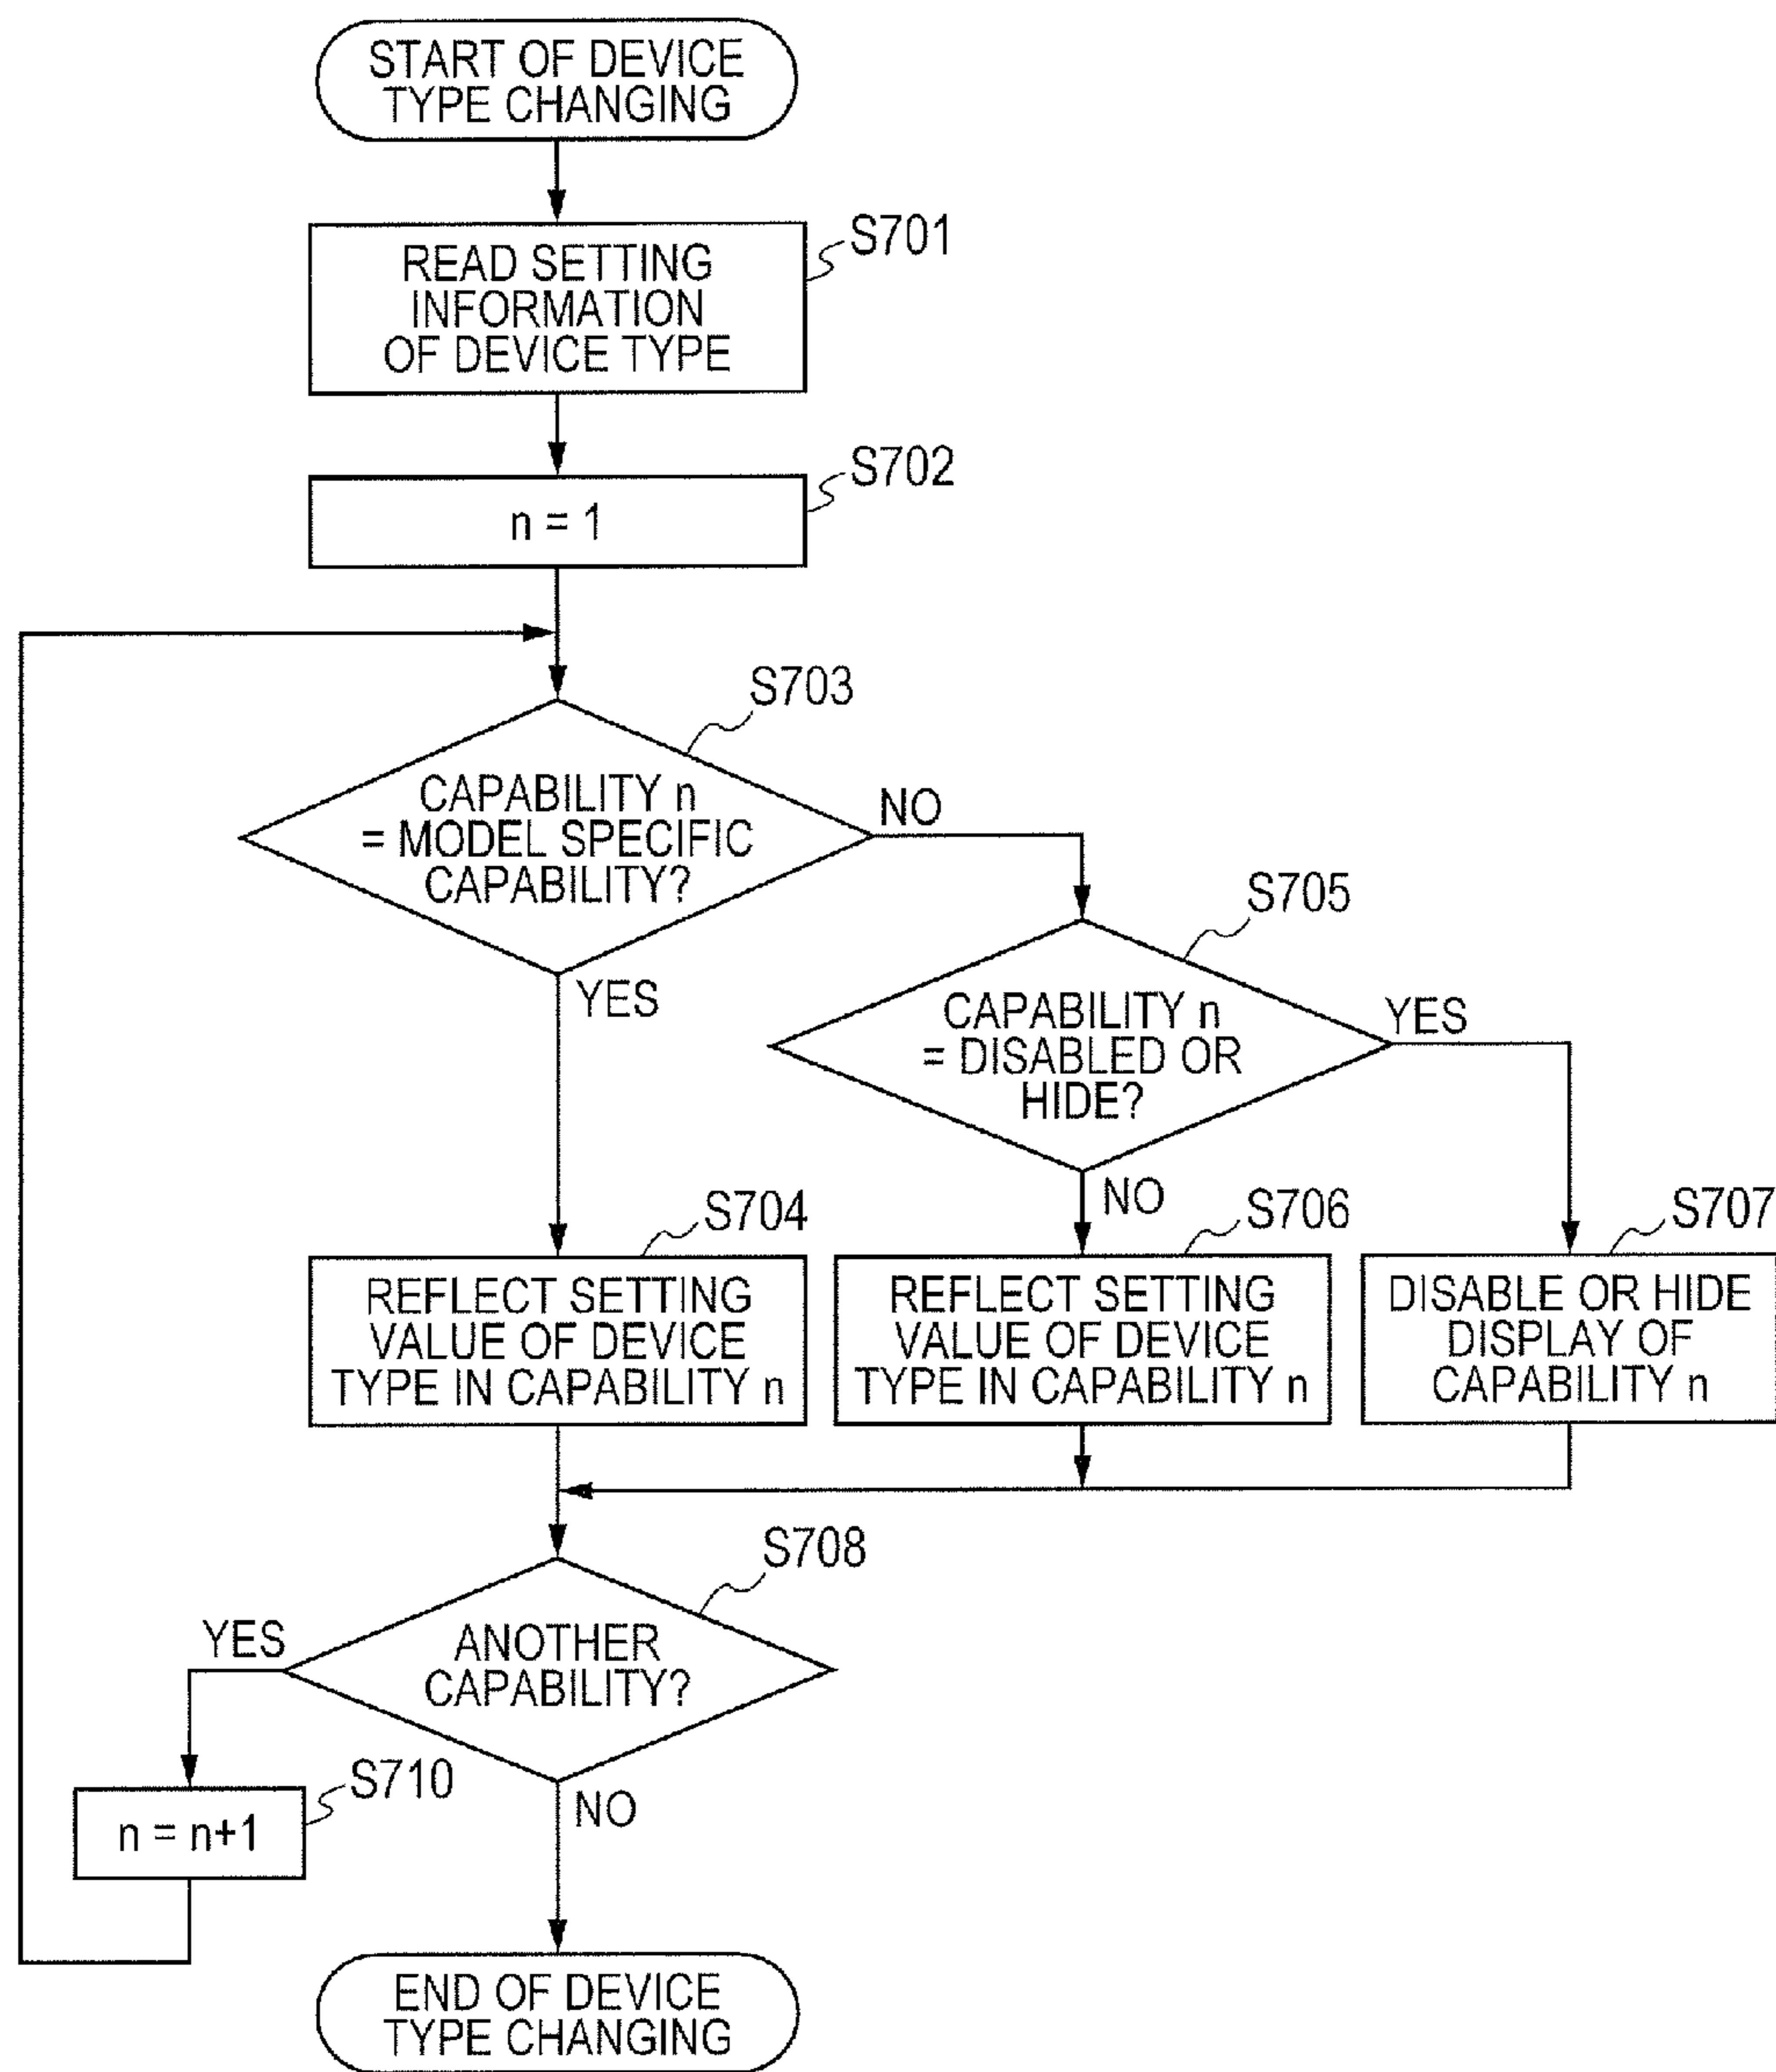 START OF DEVICE
TYPE CHANGING
S701
READ SETTING
INFORMATION
OF DEVICE TYPE
S702
n = 1
S703
CAPABILITY n
= MODEL SPECIFIC
CAPABILITY?
NO
YES
S705
CAPABILITY n
= DISABLED OR
HIDE?
YES
NO
S704
REFLECT SETTING
VALUE OF DEVICE
TYPE IN CAPABILITY n
S706
REFLECT SETTING
VALUE OF DEVICE
TYPE IN CAPABILITY n
S707
DISABLE OR HIDE
DISPLAY OF
CAPABILITY n
S708
ANOTHER
CAPABILITY?
YES
NO
S710
n = n+1
END OF DEVICE
TYPE CHANGING